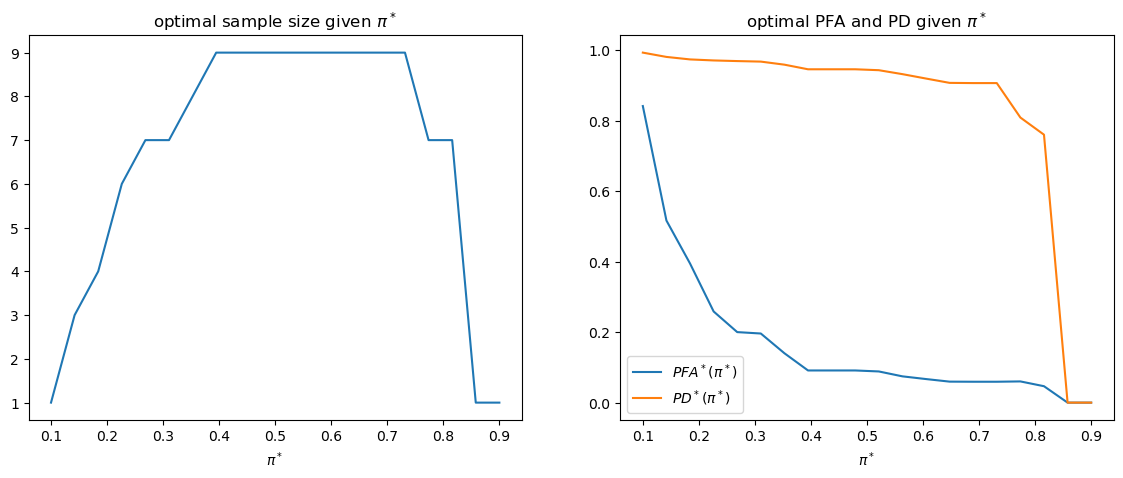 optimal sample size given π*
9
8
7
6
5
4
3
2
1
0.1 0.2 0.3 0.4 0.5 0.6 0.7 0.8 0.9
π*
optimal PFA and PD given π*
1.0
0.8
0.6
0.4
0.2
0.0
PFA*(π*)
PD*(π*)
0.1 0.2 0.3 0.4 0.5 0.6 0.7 0.8 0.9
π*